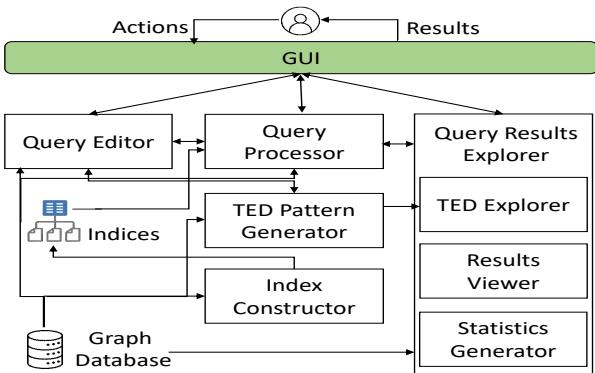 Actions
Results
GUI
Query Editor
Query
Processor
Query Results
Explorer
TED Pattern
Generator
TED Explorer
Indices
Results
Viewer
Index
Constructor
Statistics
Generator
Graph
Database